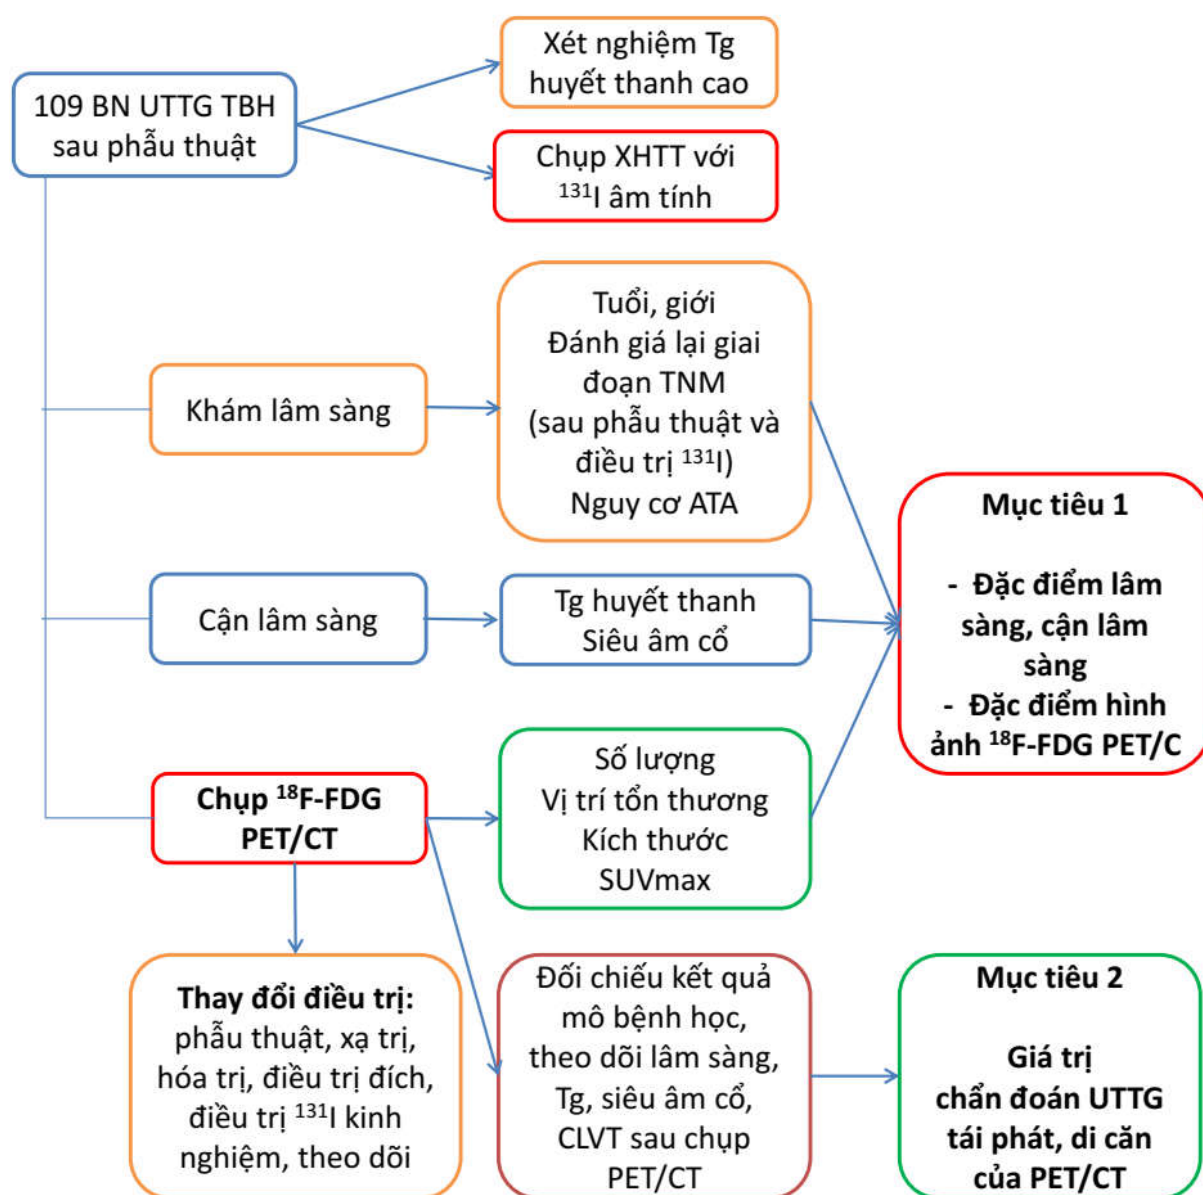 109 BN UTTG TBH
sau phẫu thuật
Xét nghiệm Tg
huyết thanh cao
Chụp XHTT với
¹³¹I âm tính
Khám lâm sàng
Tuổi, giới
Đánh giá lại giai
đoạn TNM
(sau phẫu thuật và
điều trị ¹³¹I)
Nguy cơ ATA
Cận lâm sàng
Tg huyết thanh
Siêu âm cổ
Mục tiêu 1
- Đặc điểm lâm
sàng, cận lâm
sàng
- Đặc điểm hình
ảnh ¹⁸F-FDG PET/C
Chụp ¹⁸F-FDG
PET/CT
Số lượng
Vị trí tổn thương
Kích thước
SUVmax
Thay đổi điều trị:
phẫu thuật, xạ trị,
hóa trị, điều trị đích,
điều trị ¹³¹I kinh
nghiệm, theo dõi
Đối chiếu kết quả
mô bệnh học,
theo dõi lâm sàng,
Tg, siêu âm cổ,
CLVT sau chụp
PET/CT
Mục tiêu 2
Giá trị
chẩn đoán UTTG
tái phát, di căn
của PET/CT